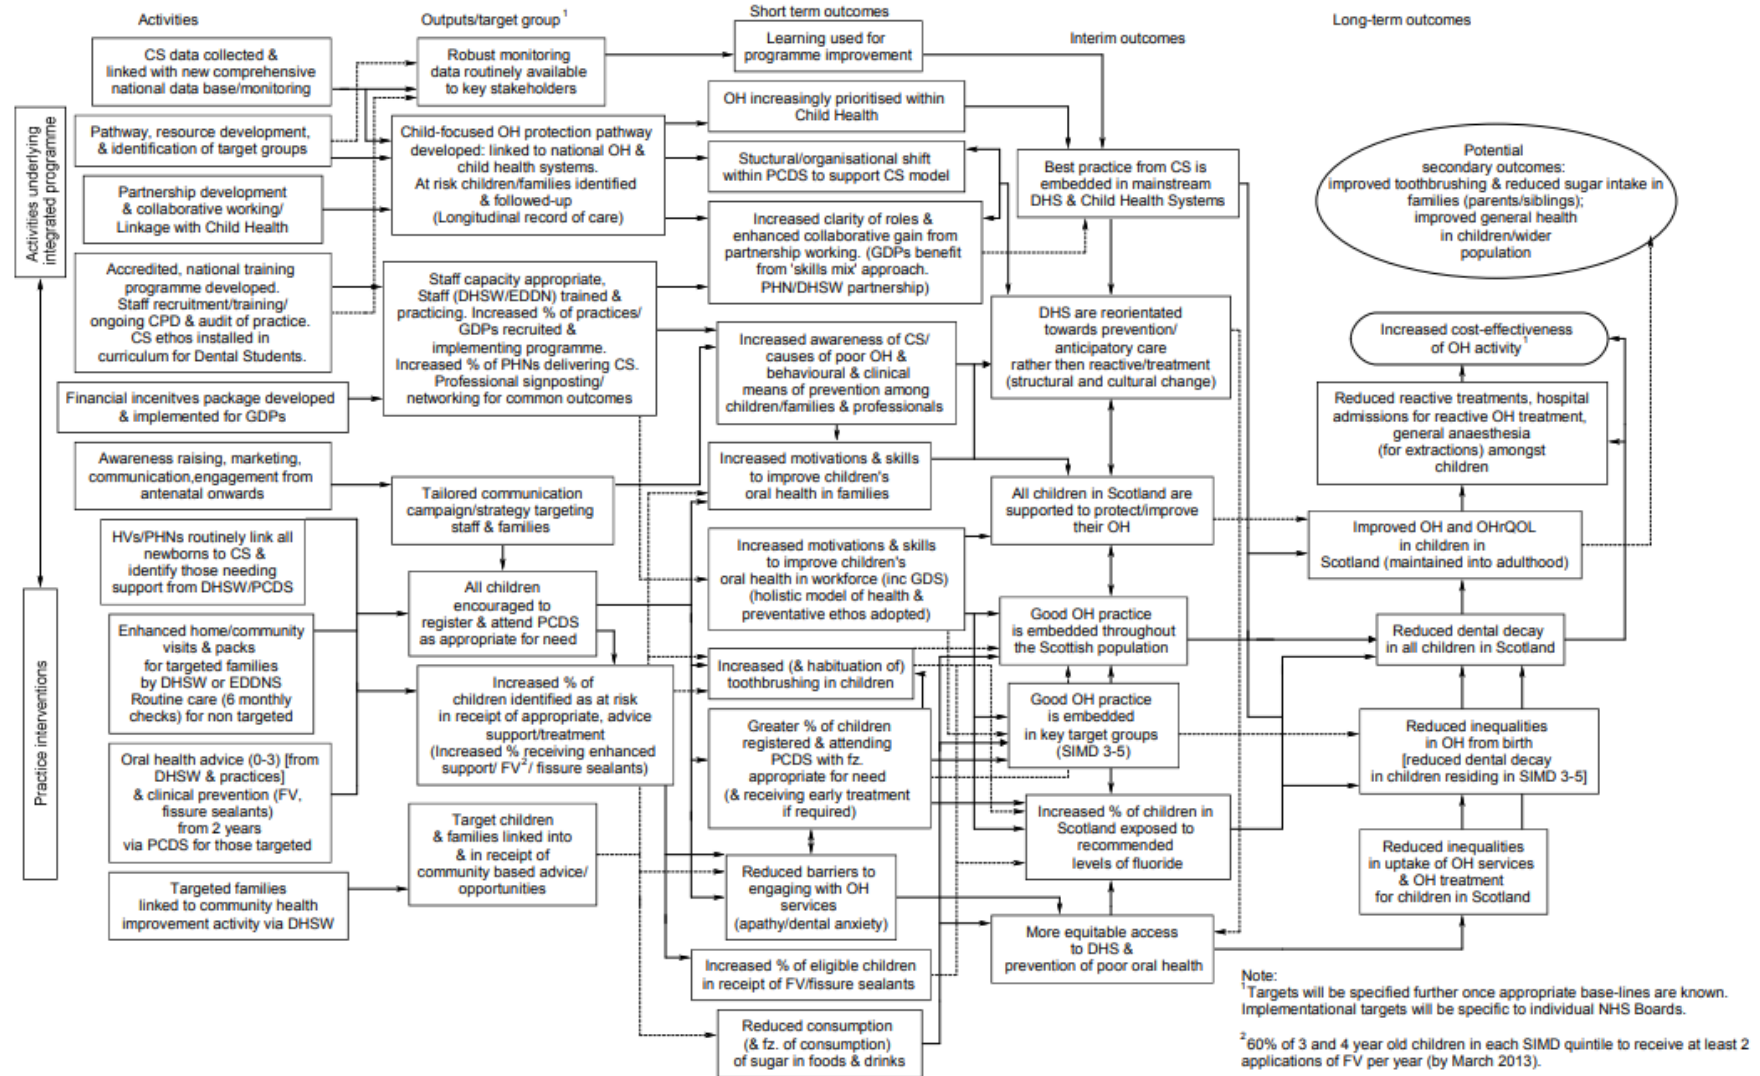 Activities
Outputs/target group 1
Short term outcomes
Interim outcomes
Long-term outcomes
Activities underlying
integrated programme
Practice interventions
CS data collected &
linked with new comprehensive
national data base/monitoring
Pathway, resource development,
& identification of target groups
Partnership development
& collaborative working/
Linkage with Child Health
Accredited, national training
programme developed.
Staff recruitment/training/
ongoing CPD & audit of practice.
CS ethos installed in
curriculum for Dental Students.
Financial incenitves package developed
& implemented for GDPs
Awareness raising, marketing,
communication,engagement from
antenatal onwards
HVs/PHNs routinely link all
newborns to CS &
identify those needing
support from DHSW/PCDS
Enhanced home/community
visits & packs
for targeted families
by DHSW or EDDNS
Routine care (6 monthly
checks) for non targeted
Oral health advice (0-3) [from
DHSW & practices]
& clinical prevention (FV,
fissure sealants)
from 2 years
via PCDS for those targeted
Targeted families
linked to community health
improvement activity via DHSW
Robust monitoring
data routinely available
to key stakeholders
Child-focused OH protection pathway
developed: linked to national OH &
child health systems.
At risk children/families identified
& followed-up
(Longitudinal record of care)
Staff capacity appropriate,
Staff (DHSW/EDDN) trained &
practicing. Increased % of practices/
GDPs recruited &
implementing programme.
Increased % of PHNs delivering CS.
Professional signposting/
networking for common outcomes
Tailored communication
campaign/strategy targeting
staff & families
All children
encouraged to
register & attend PCDS
as appropriate for need
Increased % of
children identified as at risk
in receipt of appropriate, advice
support/treatment
(Increased % receiving enhanced
support/ FV2/ fissure sealants)
Target children
& families linked into
& in receipt of
community based advice/
opportunities
Learning used for
programme improvement
OH increasingly prioritised within
Child Health
Stuctural/organisational shift
within PCDS to support CS model
Increased clarity of roles &
enhanced collaborative gain from
partnership working. (GDPs benefit
from 'skills mix' approach.
PHN/DHSW partnership)
Increased awareness of CS/
causes of poor OH &
behavioural & clinical
means of prevention among
children/families & professionals
Increased motivations & skills
to improve children's
oral health in families
Increased motivations & skills
to improve children's
oral health in workforce (inc GDS)
(holistic model of health &
preventative ethos adopted)
Increased (& habituation of)
toothbrushing in children
Greater % of children
registered & attending
PCDS with fz.
appropriate for need
(& receiving early treatment
if required)
Reduced barriers to
engaging with OH
services
(apathy/dental anxiety)
Increased % of eligible children
in receipt of FV/fissure sealants
Reduced consumption
(& fz. of consumption)
of sugar in foods & drinks
Best practice from CS is
embedded in mainstream
DHS & Child Health Systems
DHS are reorientated
towards prevention/
anticipatory care
rather then reactive/treatment
(structural and cultural change)
All children in Scotland are
supported to protect/improve
their OH
Good OH practice
is embedded throughout
the Scottish population
Good OH practice
is embedded
in key target groups
(SIMD 3-5)
Increased % of children in
Scotland exposed to
recommended
levels of fluoride
More equitable access
to DHS &
prevention of poor oral health
Potential
secondary outcomes:
improved toothbrushing & reduced sugar intake in
families (parents/siblings);
improved general health
in children/wider
population
Increased cost-effectiveness
of OH activity 1
Reduced reactive treatments, hospital
admissions for reactive OH treatment,
general anaesthesia
(for extractions) amongst
children
Improved OH and OHrQOL
in children in
Scotland (maintained into adulthood)
Reduced dental decay
in all children in Scotland
Reduced inequalities
in OH from birth
[reduced dental decay
in children residing in SIMD 3-5]
Reduced inequalities
in uptake of OH services
& OH treatment
for children in Scotland
Note:
1Targets will be specified further once appropriate base-lines are known.
Implementational targets will be specific to individual NHS Boards.
260% of 3 and 4 year old children in each SIMD quintile to receive at least 2
applications of FV per year (by March 2013).